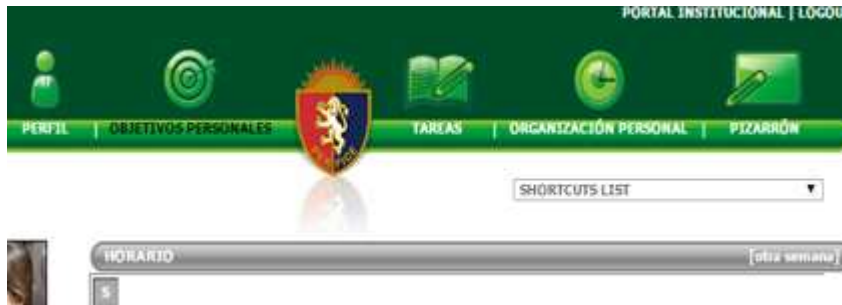 PORTAL INSTITUCIONAL | LOGOU
PERFIL | OBJETIVOS PERSONALES TAREAS | ORGANIZACIÓN PERSONAL | PIZARRÓN
SHORTCUTS LIST
HORARIO [otra semana]
S